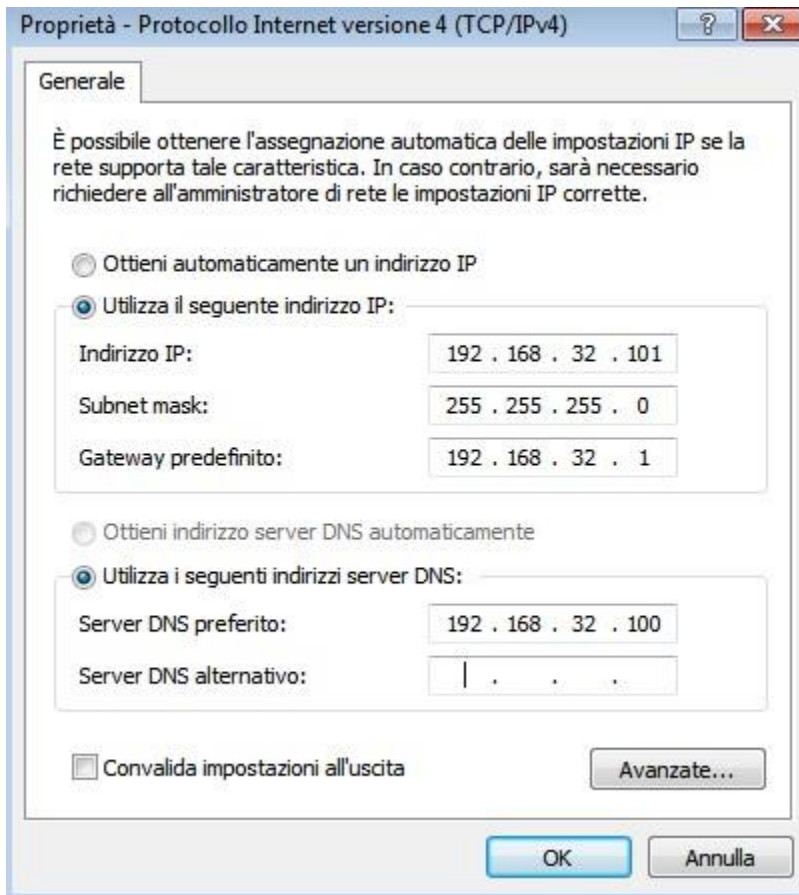 Proprietà - Protocollo Internet versione 4 (TCP/IPv4)
Generale
È possibile ottenere l'assegnazione automatica delle impostazioni IP se la
rete supporta tale caratteristica. In caso contrario, sarà necessario
richiedere all'amministratore di rete le impostazioni IP corrette.
Ottieni automaticamente un indirizzo IP
Utilizza il seguente indirizzo IP:
Indirizzo IP: 192 . 168 . 32 . 101
Subnet mask: 255 . 255 . 255 . 0
Gateway predefinito: 192 . 168 . 32 . 1
Ottieni indirizzo server DNS automaticamente
Utilizza i seguenti indirizzi server DNS:
Server DNS preferito: 192 . 168 . 32 . 100
Server DNS alternativo: . . .
Convalida impostazioni all'uscita
Avanzate...
OK Annulla